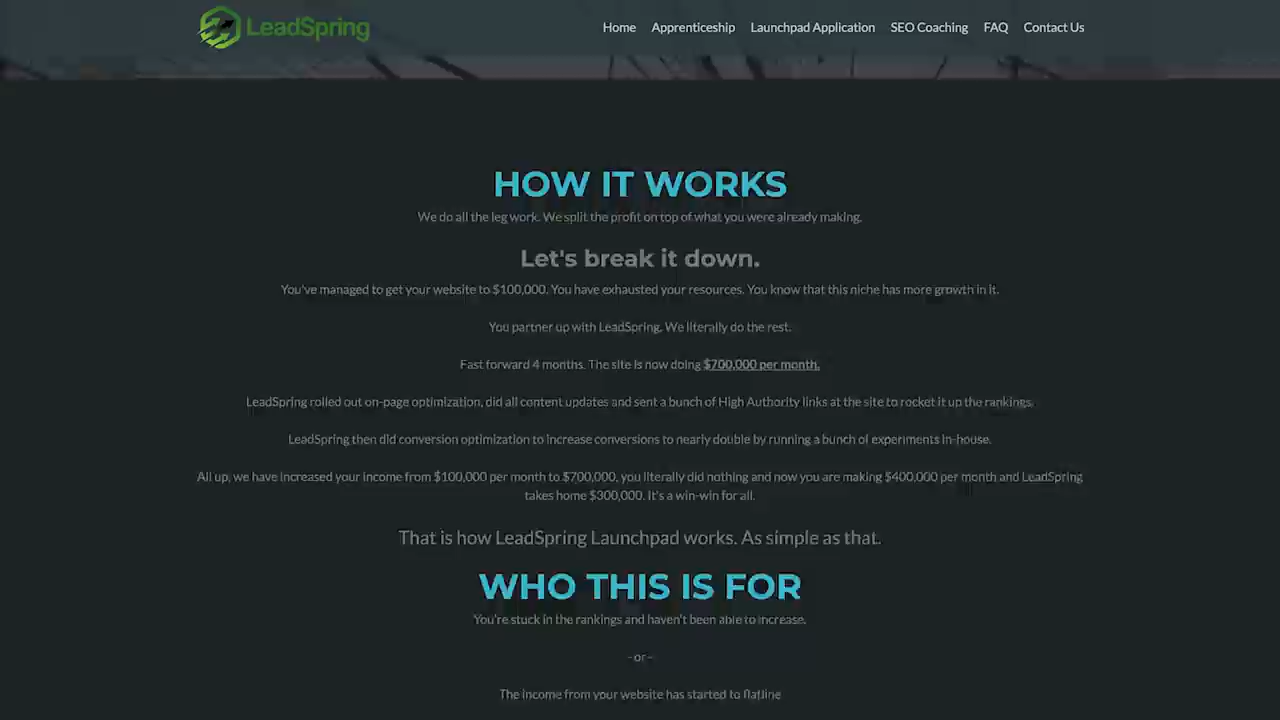 LeadSpring
Home Apprenticeship Launchpad Application SEO Coaching FAQ Contact Us
HOW IT WORKS
We do all the leg work. We split the profit on top of what you were already making.
Let's break it down.
You've managed to get your website to $100,000. You have exhausted your resources. You know that this niche has more growth in it.
You partner up with LeadSpring. We literally do the rest.
Fast forward 4 months. The site is now doing $700,000 per month.
LeadSpring rolled out on-page optimization, did all content updates and sent a bunch of High Authority links at the site to rocket it up the rankings.
LeadSpring then did conversion optimization to increase conversions to nearly double by running a bunch of experiments in-house.
All up, we have increased your income from $100,000 per month to $700,000, you literally did nothing and now you are making $400,000 per month and LeadSpring
takes home $300,000. It's a win-win for all.
That is how LeadSpring Launchpad works. As simple as that.
WHO THIS IS FOR
You're stuck in the rankings and haven't been able to increase.
- or -
The income from your website has started to flatline